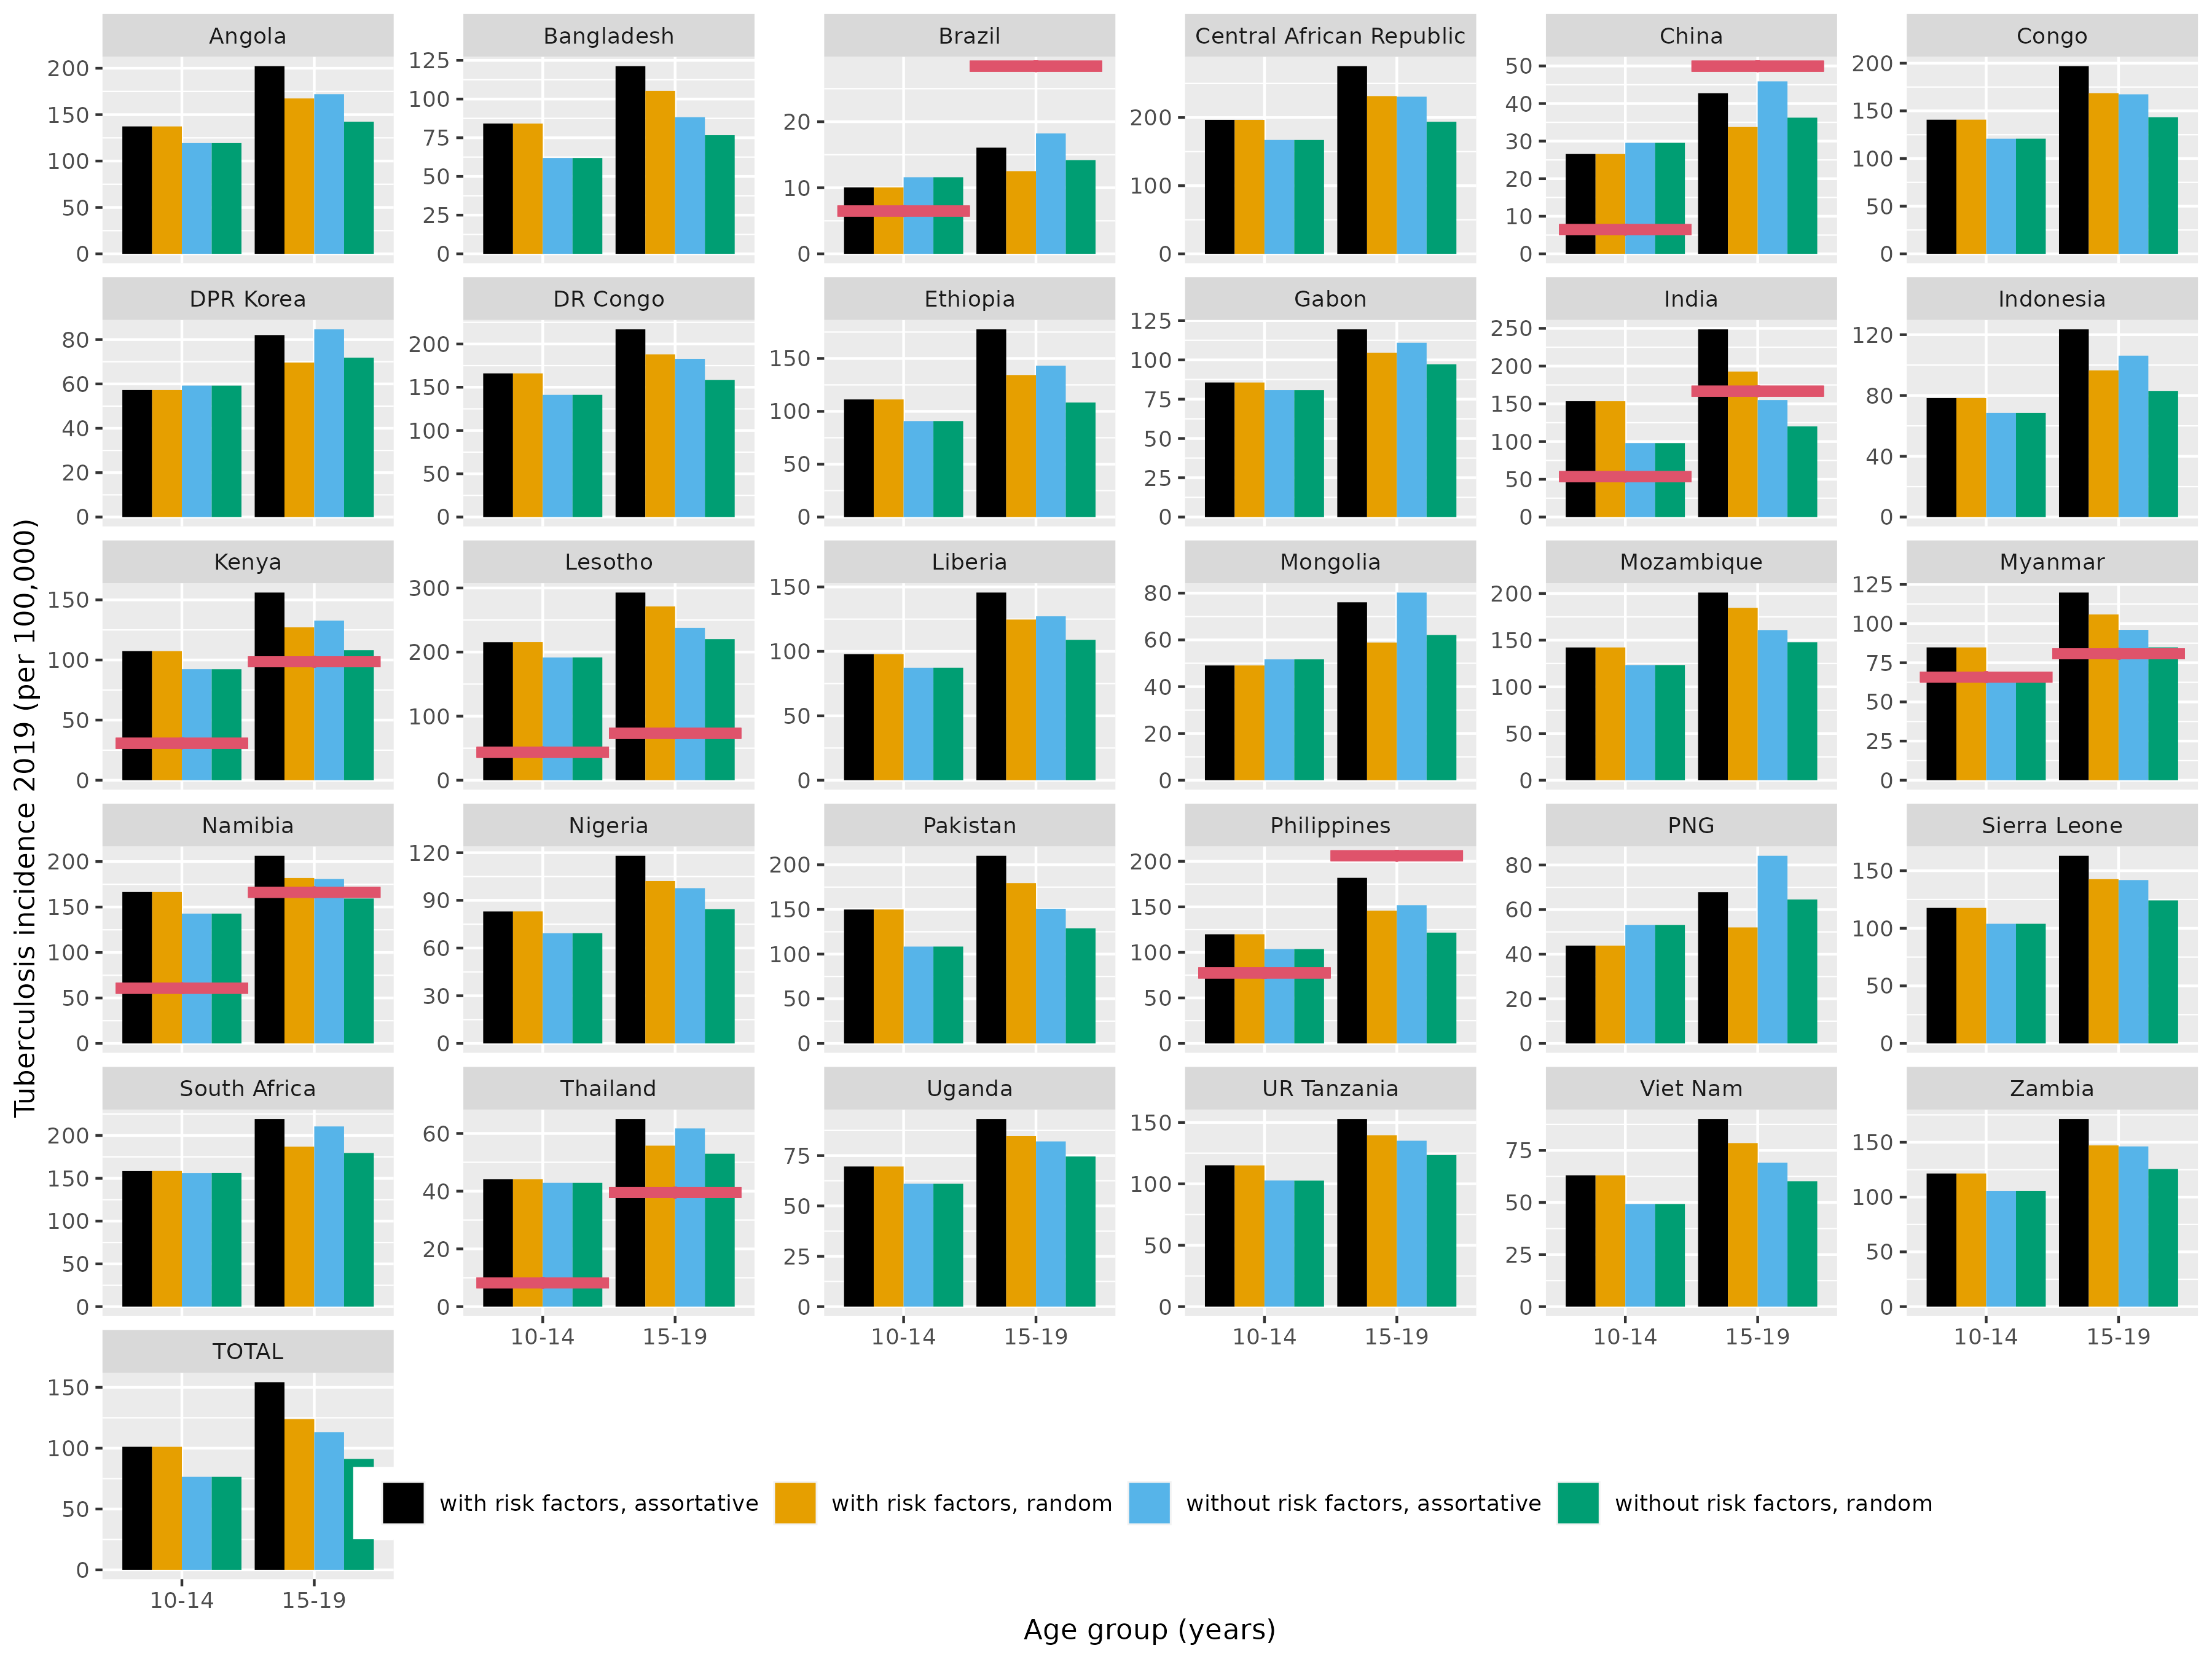 Angola Bangladesh Brazil Central African Republic China Congo
200 150 100 50 0
125 100 75 50 25 0
20 10 0
200 100 0
50 40 30 20 10 0
200 150 100 50 0
DPR Korea DR Congo Ethiopia Gabon India Indonesia
80 60 40 20 0
200 150 100 50 0
150 100 50 0
125 100 75 50 25 0
250 200 150 100 50 0
120 80 40 0
Kenya Lesotho Liberia Mongolia Mozambique Myanmar
150 100 50 0
300 200 100 0
150 100 50 0
80 60 40 20 0
200 150 100 50 0
125 100 75 50 25 0
Namibia Nigeria Pakistan Philippines PNG Sierra Leone
200 150 100 50 0
120 90 60 30 0
200 150 100 50 0
200 150 100 50 0
80 60 40 20 0
150 100 50 0
South Africa Thailand Uganda UR Tanzania Viet Nam Zambia
200 150 100 50 0
60 40 20 0
75 50 25 0
150 100 50 0
75 50 25 0
150 100 50 0
10-14 15-19 10-14 15-19 10-14 15-19 10-14 15-19 10-14 15-19
TOTAL
150 100 50 0
10-14 15-19
with risk factors, assortative with risk factors, random without risk factors, assortative without risk factors, random
Age group (years)
Tuberculosis incidence 2019 (per 100,000)